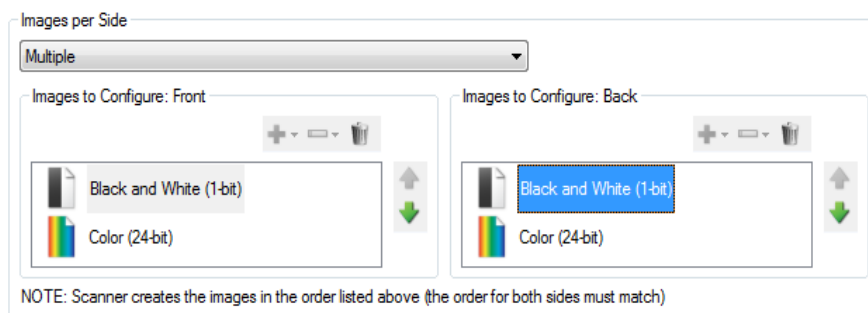 Images per Side
Multiple
Images to Configure: Front
Images to Configure: Back
Black and White (1-bit)
Color (24-bit)
Black and White (1-bit)
Color (24-bit)
NOTE: Scanner creates the images in the order listed above (the order for both sides must match)